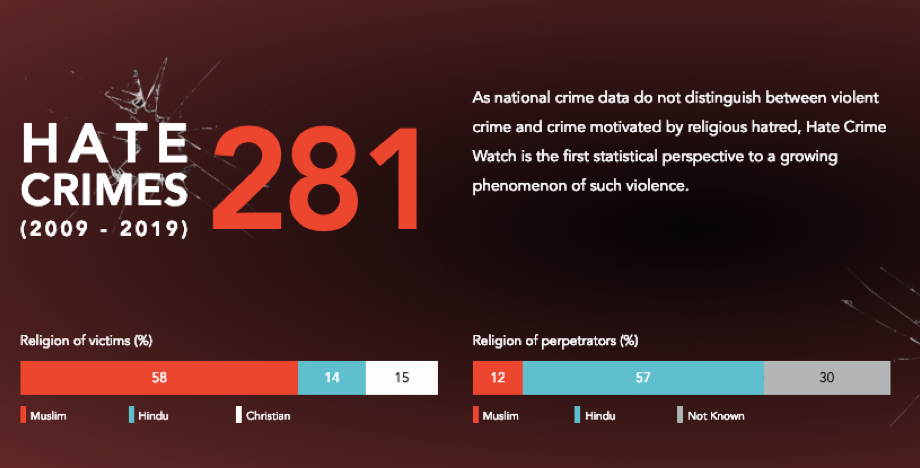 HATE
CRIMES
(2009 - 2019)
281
As national crime data do not distinguish between violent
crime and crime motivated by religious hatred, Hate Crime
Watch is the first statistical perspective to a growing
phenomenon of such violence.
Religion of victims (%)
58 14 15
Muslim Hindu Christian
Religion of perpetrators (%)
12 57 30
Muslim Hindu Not Known